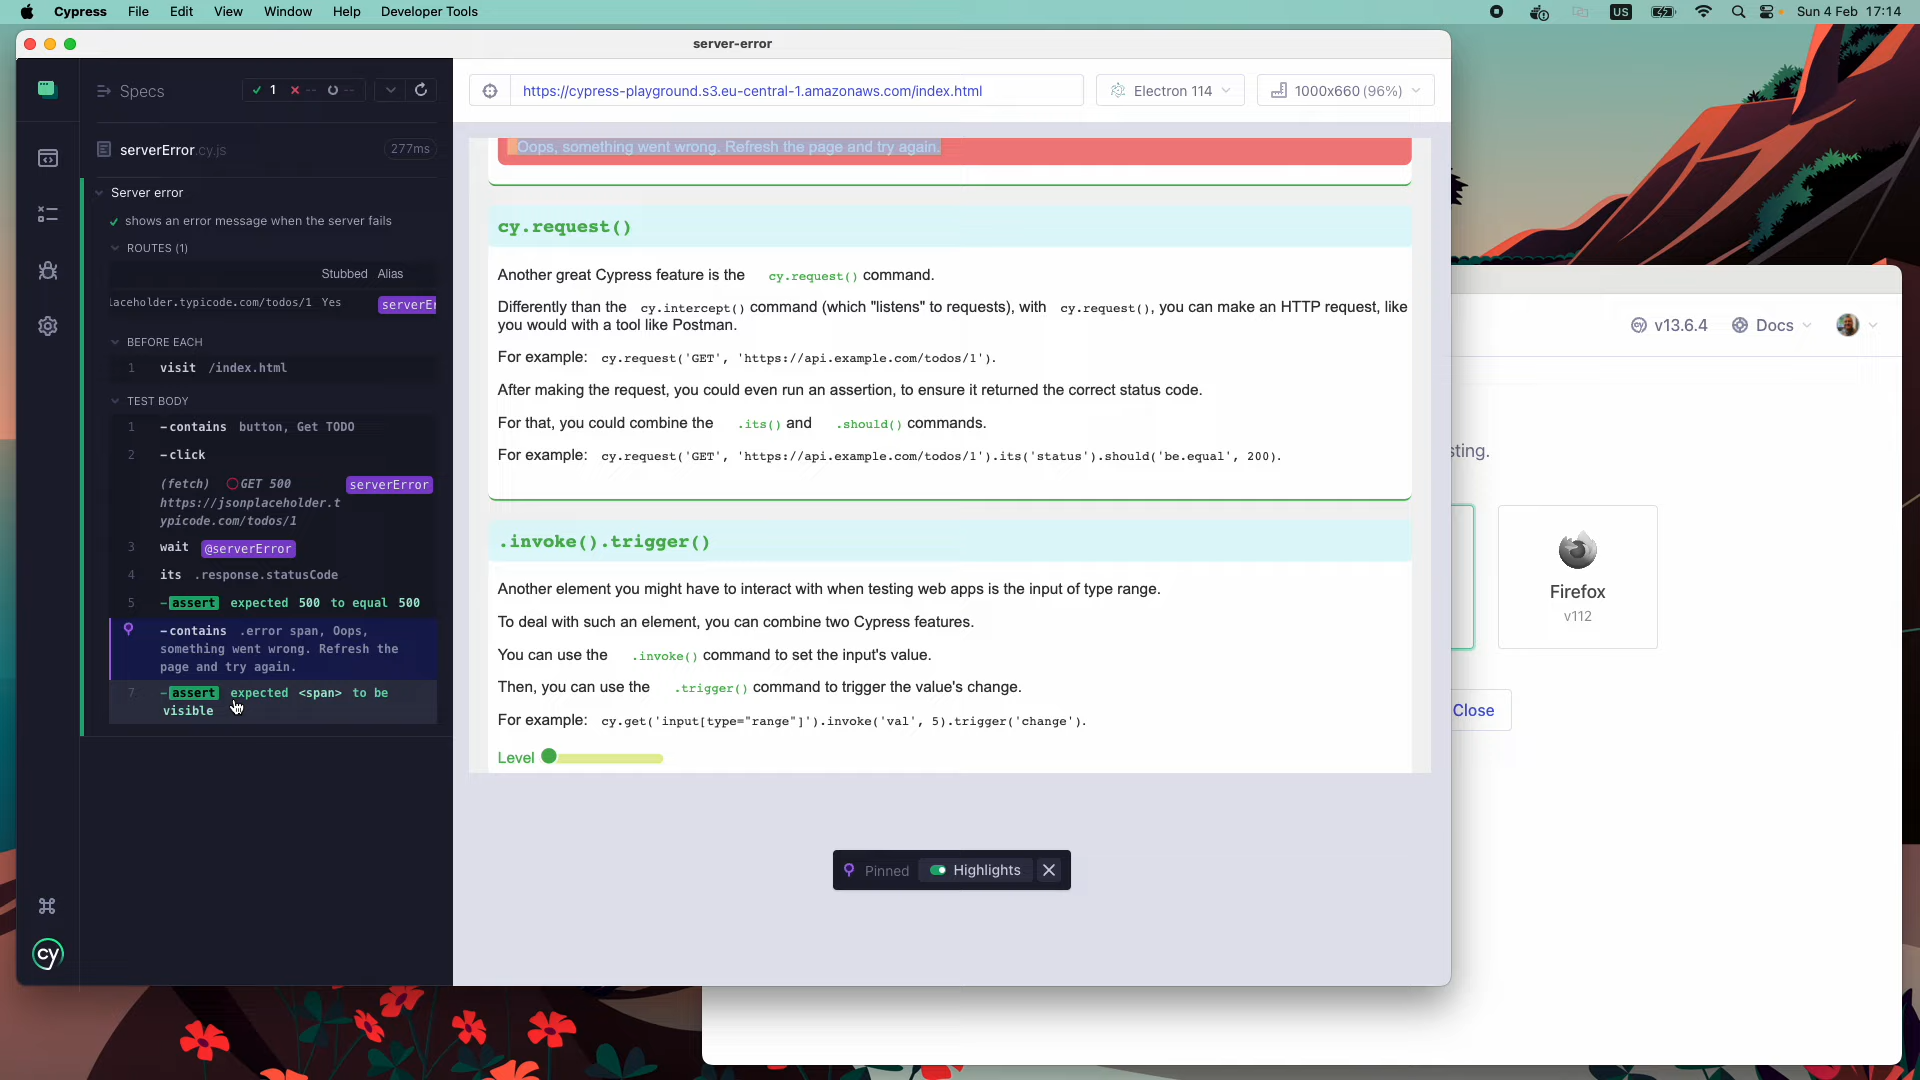 Cypress File Edit View Window Help Developer Tools
US Sun 4 Feb 17:14
server-error
Specs
1 -- --
https://cypress-playground.s3.eu-central-1.amazonaws.com/index.html
Electron 114
1000x660 (96%)
serverError.cy.js
277ms
Server error
shows an error message when the server fails
ROUTES (1)
Stubbed Alias
laceholder.typicode.com/todos/1 Yes serverEr
BEFORE EACH
1 visit /index.html
TEST BODY
1 -contains button, Get TODO
2 -click
(fetch) GET 500 serverError
https://jsonplaceholder.t
ypicode.com/todos/1
3 wait @serverError
4 its .response.statusCode
5 -assert expected 500 to equal 500
-contains .error span, Oops,
something went wrong. Refresh the
page and try again.
7 -assert expected <span> to be
visible
cy
Oops, something went wrong. Refresh the page and try again.
cy.request()
Another great Cypress feature is the cy.request() command.
Differently than the cy.intercept() command (which "listens" to requests), with cy.request(), you can make an HTTP request, like
you would with a tool like Postman.
For example: cy.request('GET', 'https://api.example.com/todos/1').
After making the request, you could even run an assertion, to ensure it returned the correct status code.
For that, you could combine the .its() and .should() commands.
For example: cy.request('GET', 'https://api.example.com/todos/1').its('status').should('be.equal', 200).
.invoke().trigger()
Another element you might have to interact with when testing web apps is the input of type range.
To deal with such an element, you can combine two Cypress features.
You can use the .invoke() command to set the input's value.
Then, you can use the .trigger() command to trigger the value's change.
For example: cy.get('input[type="range"]').invoke('val', 5).trigger('change').
Level
Pinned Highlights
v13.6.4 Docs
sting.
Firefox
v112
Close